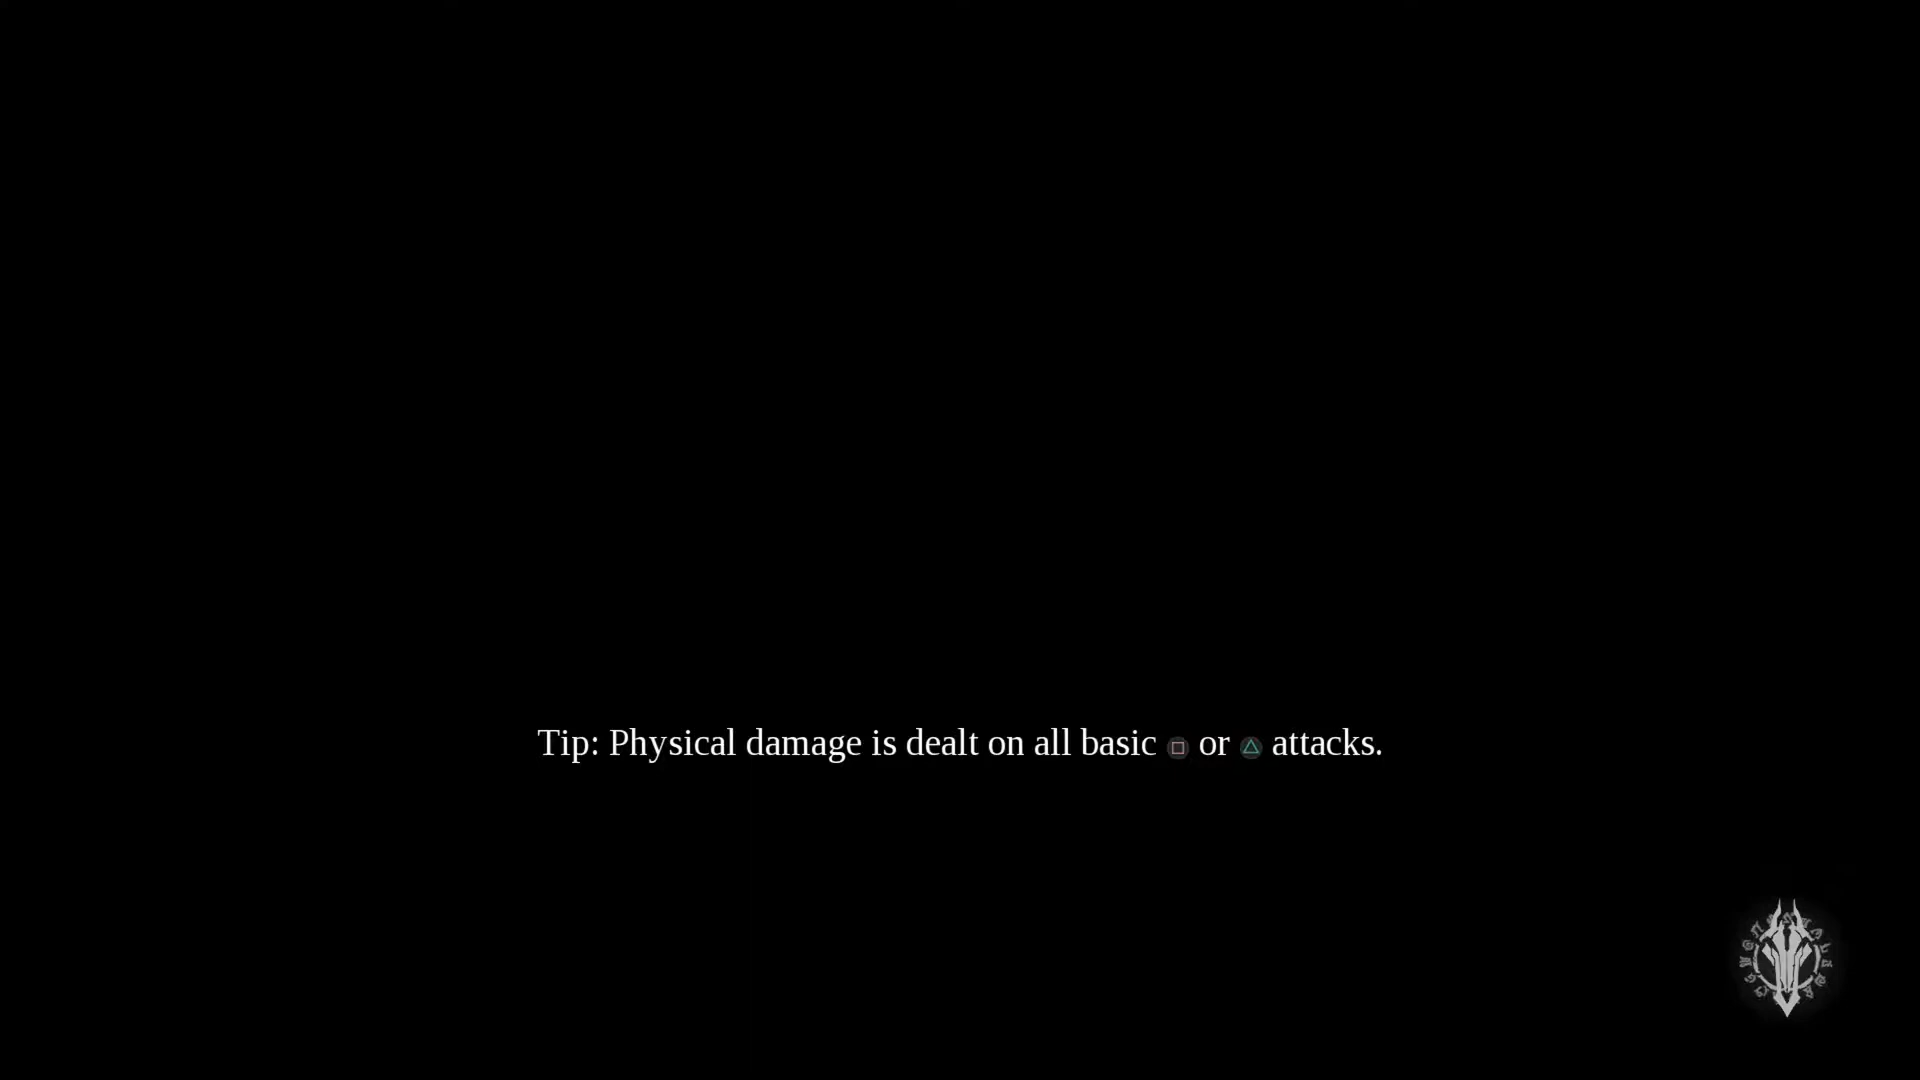 Tip: Physical damage is dealt on all basic □ or △ attacks.